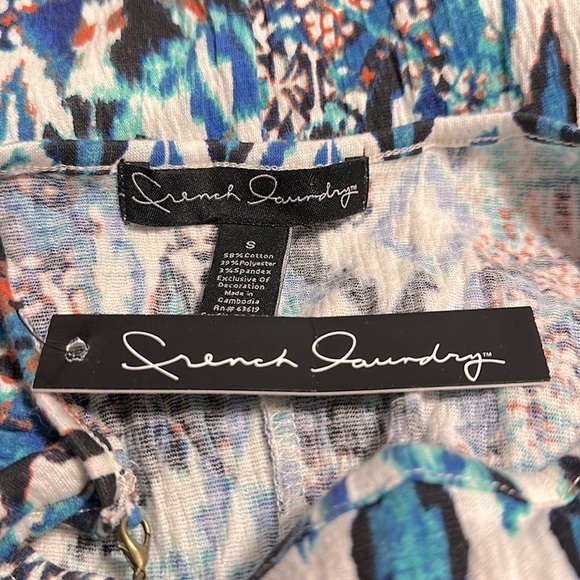 French Laundry™
S
58% Cotton
39% Polyester
3% Spandex
Exclusive Of
Decoration
Made in
Cambodia
Rn# 63619
French Laundry™